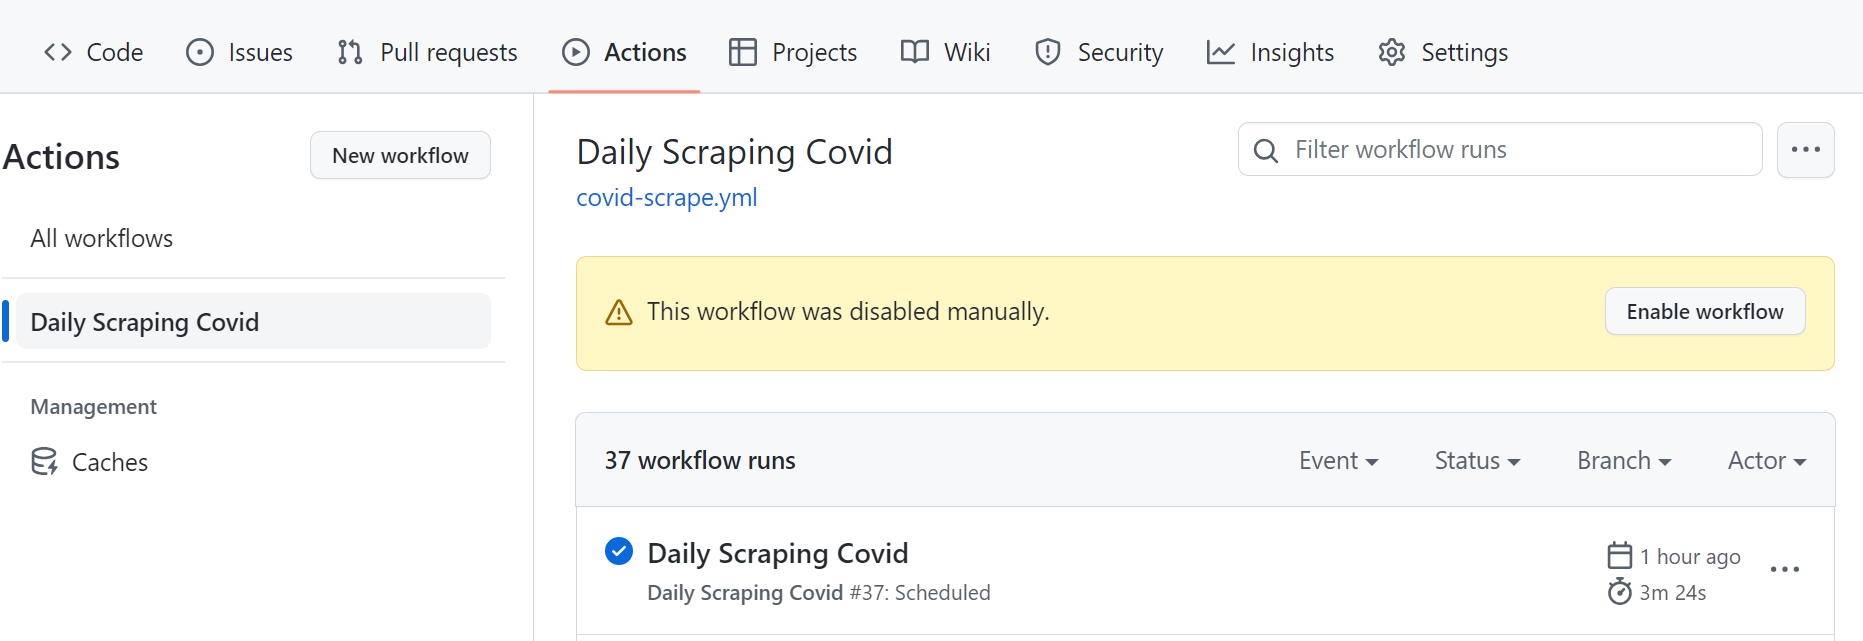 Code Issues Pull requests Actions Projects Wiki Security Insights Settings
Actions
New workflow
All workflows
Daily Scraping Covid
Management
Caches
Daily Scraping Covid
covid-scrape.yml
Filter workflow runs
This workflow was disabled manually.
Enable workflow
37 workflow runs
Event Status Branch Actor
Daily Scraping Covid
Daily Scraping Covid #37: Scheduled
1 hour ago
3m 24s